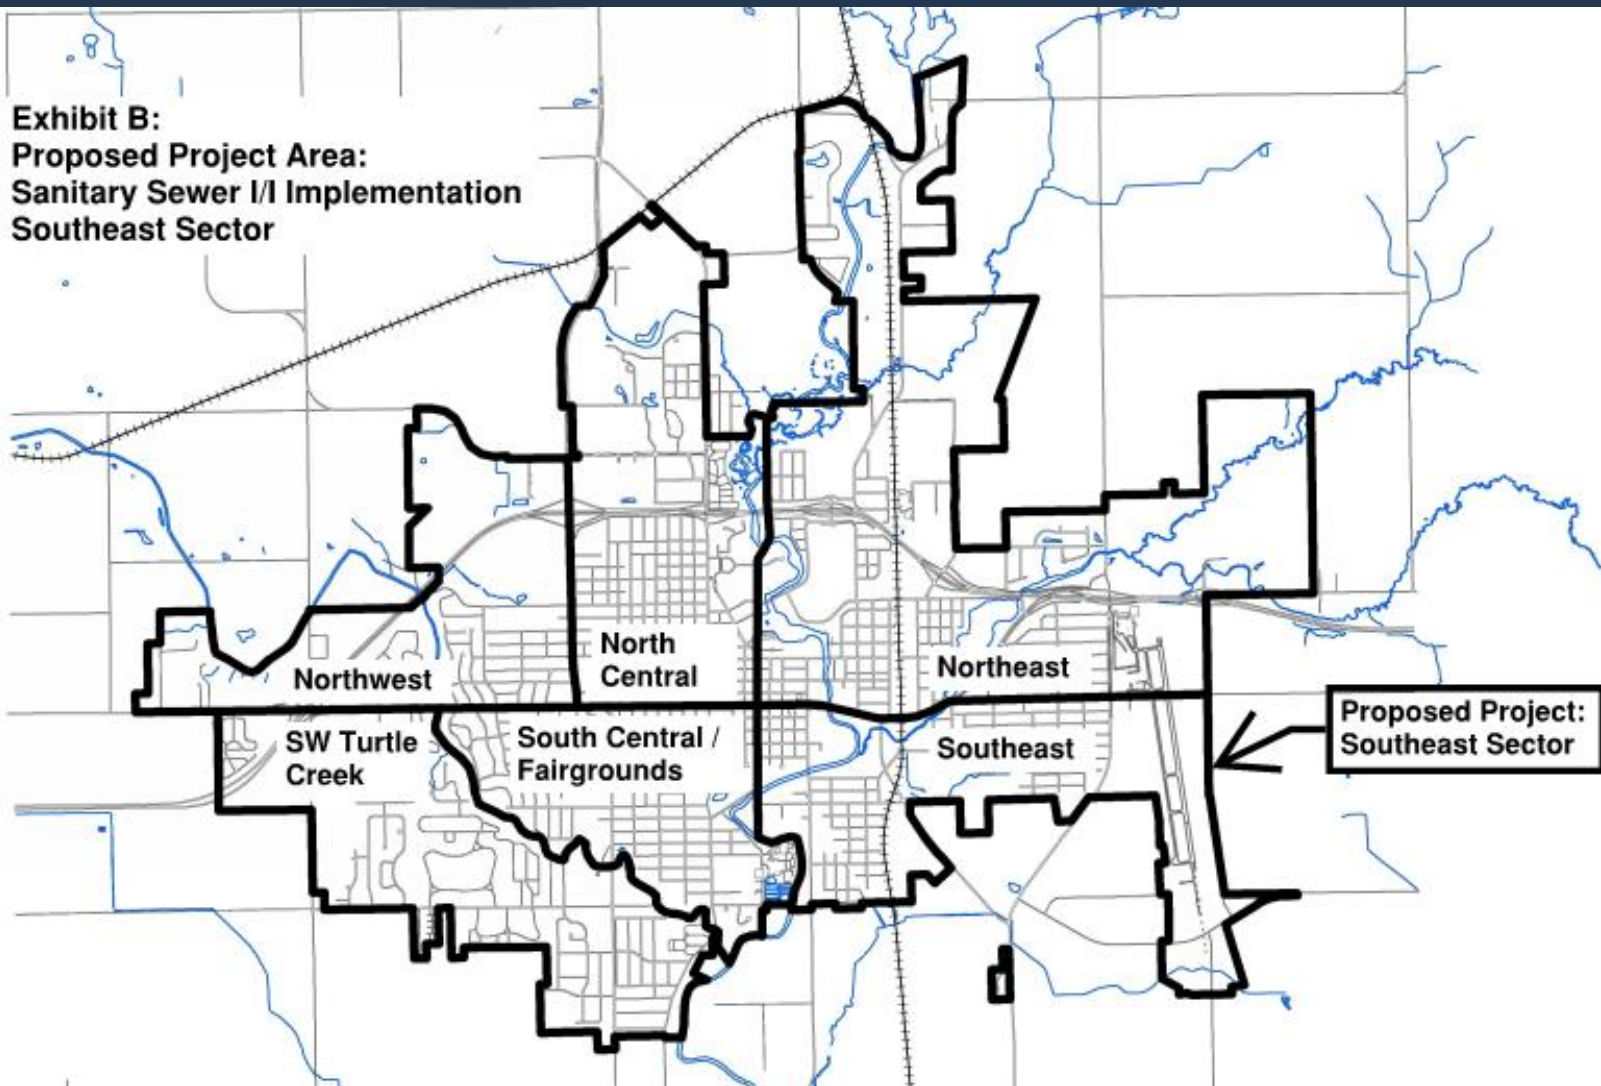 Exhibit B:
Proposed Project Area:
Sanitary Sewer I/I Implementation
Southeast Sector
North
Central
Northwest
Northeast
SW Turtle
Creek
South Central /
Fairgrounds
Southeast
Proposed Project:
Southeast Sector